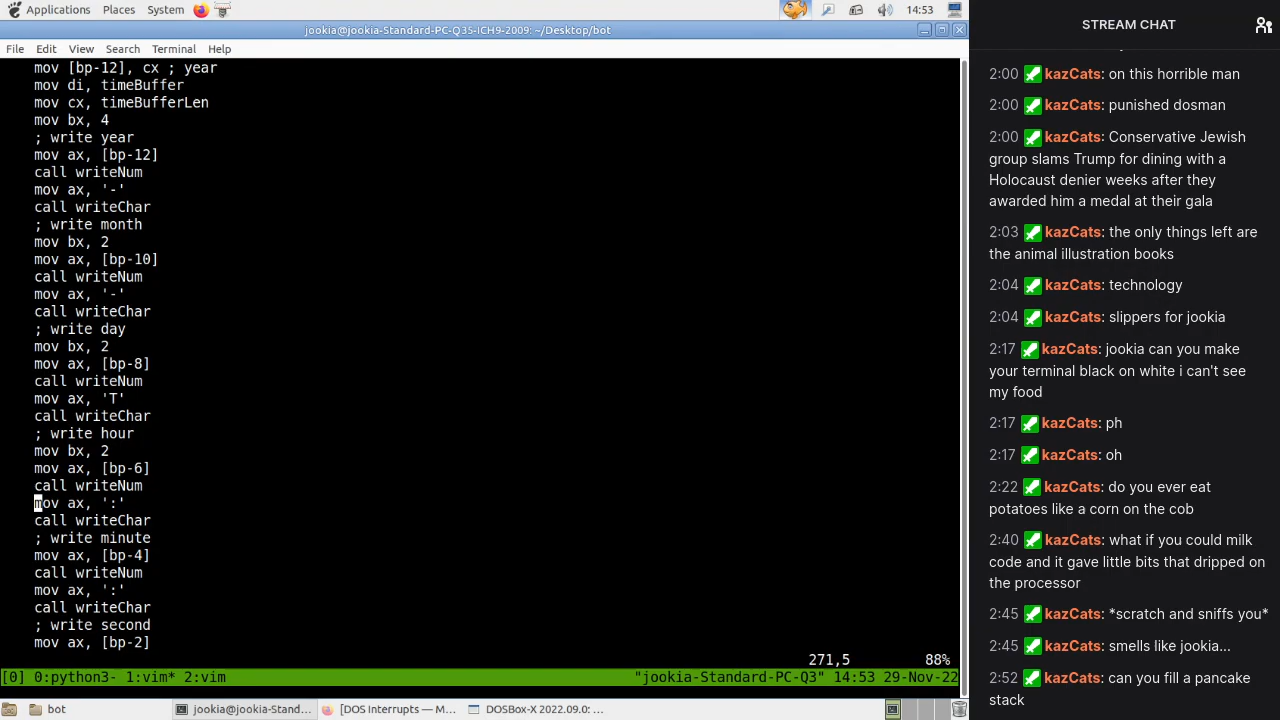 Applications Places System 14:53
jookia@jookia-Standard-PC-Q35-ICH9-2009: ~/Desktop/bot
File Edit View Search Terminal Help
mov [bp-12], cx ; year
mov di, timeBuffer
mov cx, timeBufferLen
mov bx, 4
; write year
mov ax, [bp-12]
call writeNum
mov ax, '-'
call writeChar
; write month
mov bx, 2
mov ax, [bp-10]
call writeNum
mov ax, '-'
call writeChar
; write day
mov bx, 2
mov ax, [bp-8]
call writeNum
mov ax, 'T'
call writeChar
; write hour
mov bx, 2
mov ax, [bp-6]
call writeNum
mov ax, ':'
call writeChar
; write minute
mov ax, [bp-4]
call writeNum
mov ax, ':'
call writeChar
; write second
mov ax, [bp-2]
271,5 88%
[0] 0:python3- 1:vim* 2:vim "jookia-Standard-PC-Q3" 14:53 29-Nov-22
bot jookia@jookia-Stand... [DOS Interrupts — M... DOSBox-X 2022.09.0: ...
STREAM CHAT
2:00 kazCats: on this horrible man
2:00 kazCats: punished dosman
2:00 kazCats: Conservative Jewish
group slams Trump for dining with a
Holocaust denier weeks after they
awarded him a medal at their gala
2:03 kazCats: the only things left are
the animal illustration books
2:04 kazCats: technology
2:04 kazCats: slippers for jookia
2:17 kazCats: jookia can you make
your terminal black on white i can't see
my food
2:17 kazCats: ph
2:17 kazCats: oh
2:22 kazCats: do you ever eat
potatoes like a corn on the cob
2:40 kazCats: what if you could milk
code and it gave little bits that dripped on
the processor
2:45 kazCats: *scratch and sniffs you*
2:45 kazCats: smells like jookia...
2:52 kazCats: can you fill a pancake
stack